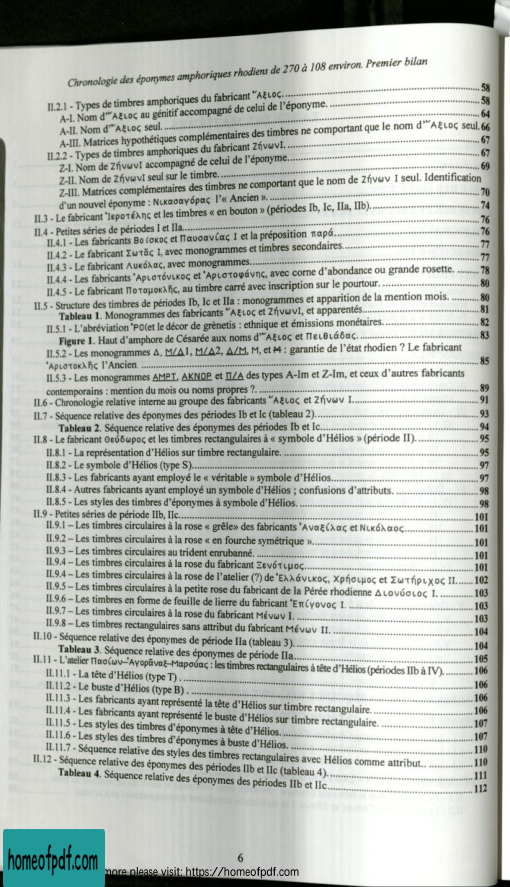 Chronologie des éponymes amphoriques rhodiens de 270 à 108 environ. Premier bilan
II.2.1 - Types de timbres amphoriques du fabricant Ἄξιος. 58
A-I. Nom d'Ἄξιος au génitif accompagné de celui de l'éponyme. 58
A-II. Nom d'Ἄξιος seul. 64
A-III. Matrices hypothétiques complémentaires des timbres ne comportant que le nom d'Ἄξιος seul. 66
II.2.2 - Types de timbres amphoriques du fabricant ΖήνωνI. 67
Z-I. Nom de ΖήνωνI accompagné de celui de l'éponyme. 67
Z-II. Nom de ΖήνωνI seul sur le timbre. 69
Z-III. Matrices complémentaires des timbres ne comportant que le nom de Ζήνων I seul. Identification
d'un nouvel éponyme : Νικασαγόρας l'« Ancien ». 70
II.3 - Le fabricant Ἱεροτέλης et les timbres « en bouton » (périodes Ib, Ic, IIa, IIb). 74
II.4 - Petites séries de périodes I et IIa. 76
II.4.1 - Les fabricants Βοΐσκος et Παυσανίας I et la préposition παρά. 76
II.4.2 - Le fabricant Σωτᾶς I, avec monogrammes et timbres secondaires. 77
II.4.3 - Le fabricant Λυκόλας, avec monogrammes. 77
II.4.4 - Les fabricants Ἀριστόνικος et Ἀριστοφάνης, avec corne d'abondance ou grande rosette. 78
II.4.5 - Le fabricant Ποταμοκλῆς, au timbre carré avec inscription sur le pourtour. 80
II.5 - Structure des timbres de périodes Ib, Ic et IIa : monogrammes et apparition de la mention mois. 80
Tableau 1. Monogrammes des fabricants Ἄξιος et ΖήνωνI, et apparentés. 81
II.5.1 - L'abréviation Ῥό(et le décor de grènetis : ethnique et émissions monétaires. 82
Figure 1. Haut d'amphore de Césarée aux noms d'Ἄξιος et Πειθιάδας. 83
II.5.2 - Les monogrammes Δ, Μ/Δ1, Μ/Δ2, Δ/Μ, Μ, et : garantie de l'état rhodien ? Le fabricant
Ἀριστοκλῆς l'Ancien. 85
II.5.3 - Les monogrammes ΑΜΡΤ, ΑΚΝΟΡ et Π/Α des types A-Im et Z-Im, et ceux d'autres fabricants
contemporains : mention du mois ou noms propres ?. 89
II.6 - Chronologie relative interne au groupe des fabricants Ἄξιος et Ζήνων I. 91
II.7 - Séquence relative des éponymes des périodes Ib et Ic (tableau 2). 93
Tableau 2. Séquence relative des éponymes des périodes Ib et Ic. 94
II.8 - Le fabricant Θεύδωρος et les timbres rectangulaires à « symbole d'Hélios » (période II). 95
II.8.1 - La représentation d'Hélios sur timbre rectangulaire. 95
II.8.2 - Le symbole d'Hélios (type S). 97
II.8.3 - Les fabricants ayant employé le « véritable » symbole d'Hélios. 97
II.8.4 - Autres fabricants ayant employé un symbole d'Hélios ; confusions d'attributs. 98
II.8.5 - Les styles des timbres d'éponymes à symbole d'Hélios. 98
II.9 - Petites séries de période IIb, IIc. 101
II.9.1 – Les timbres circulaires à la rose « grêle» des fabricants Ἀναξίλας et Νικόλαος. 101
II.9.2 – Les timbres circulaires à la rose « en fourche symétrique ». 101
II.9.3 – Les timbres circulaires au trident enrubanné. 101
II.9.4 – Les timbres circulaires à la rose du fabricant Ξενότιμος. 101
II.9.4 – Les timbres circulaires à la rose de l'atelier (?) de Ἑλλάνικος, Χρήσιμος et Σωτήριχος II. 102
II.9.5 – Les timbres circulaires à la petite rose du fabricant de la Pérée rhodienne Διονύσιος I. 103
II.9.6 – Les timbres en forme de feuille de lierre du fabricant Ἐπίγονος I. 103
II.9.7 – Les timbres circulaires à la rose du fabricant Μένων I. 103
II.9.8 – Les timbres rectangulaires sans attribut du fabricant Μένων II. 104
II.10 - Séquence relative des éponymes de période IIa (tableau 3). 104
Tableau 3. Séquence relative des éponymes de période IIa. 105
II.11 - L'atelier Πασίων–Ἀγοράναξ–Μαρσύας : les timbres rectangulaires à tête d'Hélios (périodes IIb à IV). 106
II.11.1 - La tête d'Hélios (type T). 106
II.11.2 - Le buste d'Hélios (type B). 106
II.11.3 - Les fabricants ayant représenté la tête d'Hélios sur timbre rectangulaire. 106
II.11.4 - Les fabricants ayant représenté le buste d'Hélios sur timbre rectangulaire. 107
II.11.5 - Les styles des timbres d'éponymes à tête d'Hélios. 107
II.11.6 - Les styles des timbres d'éponymes à buste d'Hélios. 110
II.11.7 - Séquence relative des styles des timbres rectangulaires avec Hélios comme attribut. 110
II.12 - Séquence relative des éponymes des périodes IIb et IIc (tableau 4). 111
Tableau 4. Séquence relative des éponymes des périodes IIb et IIc 112
6
homeofpdf.com
more please visit: https://homeofpdf.com